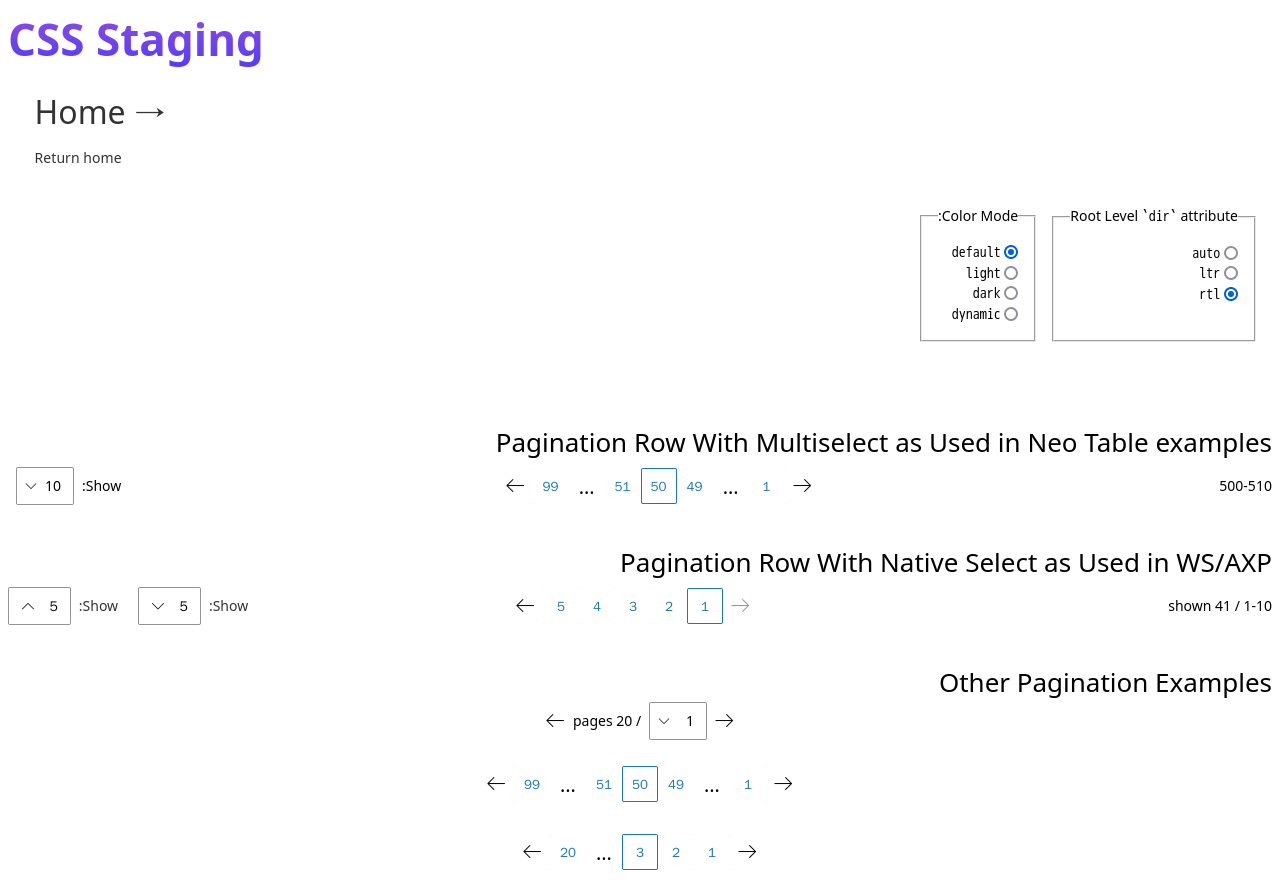 CSS Staging
Home →
Return home
:Color Mode
default
light
dark
dynamic
Root Level `dir` attribute
auto
ltr
rtl
Pagination Row With Multiselect as Used in Neo Table examples
10 :Show ← 99 ... 51 50 49 ... 1 → 500-510
Pagination Row With Native Select as Used in WS/AXP
5 :Show 5 :Show ← 5 4 3 2 1 → shown 41 / 1-10
Other Pagination Examples
← pages 20 / 1 →
← 99 ... 51 50 49 ... 1 →
← 20 ... 3 2 1 →